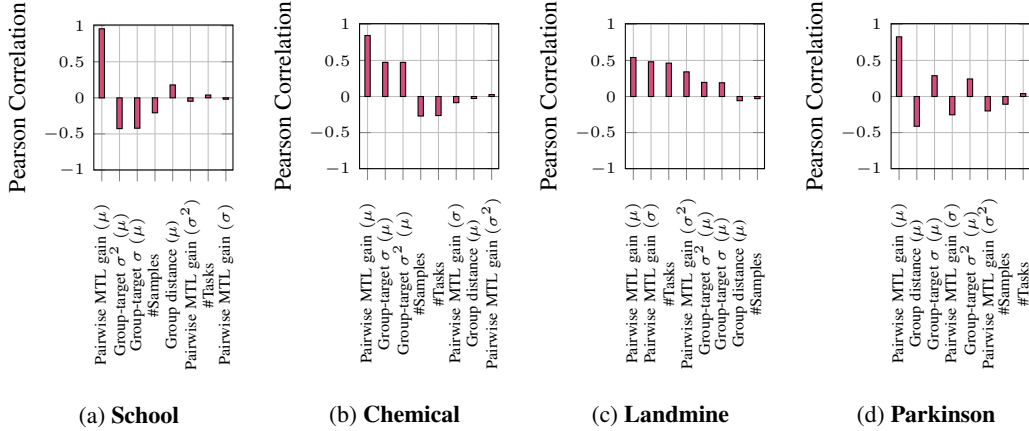 Pearson Correlation
1
0.5
0
−0.5
−1
Pairwise MTL gain (μ)
Group-target σ² (μ)
Group-target σ (μ)
#Samples
Group distance (μ)
Pairwise MTL gain (σ²)
#Tasks
Pairwise MTL gain (σ)
(a) School
Pearson Correlation
1
0.5
0
−0.5
−1
Pairwise MTL gain (μ)
Group-target σ (μ)
Group-target σ² (μ)
#Samples
#Tasks
Pairwise MTL gain (σ)
Group distance (μ)
Pairwise MTL gain (σ²)
(b) Chemical
Pearson Correlation
1
0.5
0
−0.5
−1
Pairwise MTL gain (μ)
Pairwise MTL gain (σ)
#Tasks
Pairwise MTL gain (σ²)
Group-target σ² (μ)
Group-target σ (μ)
Group distance (μ)
#Samples
(c) Landmine
Pearson Correlation
1
0.5
0
−0.5
−1
Pairwise MTL gain (μ)
Group distance (μ)
Group-target σ (μ)
Pairwise MTL gain (σ)
Group-target σ² (μ)
Pairwise MTL gain (σ²)
#Samples
#Tasks
(d) Parkinson